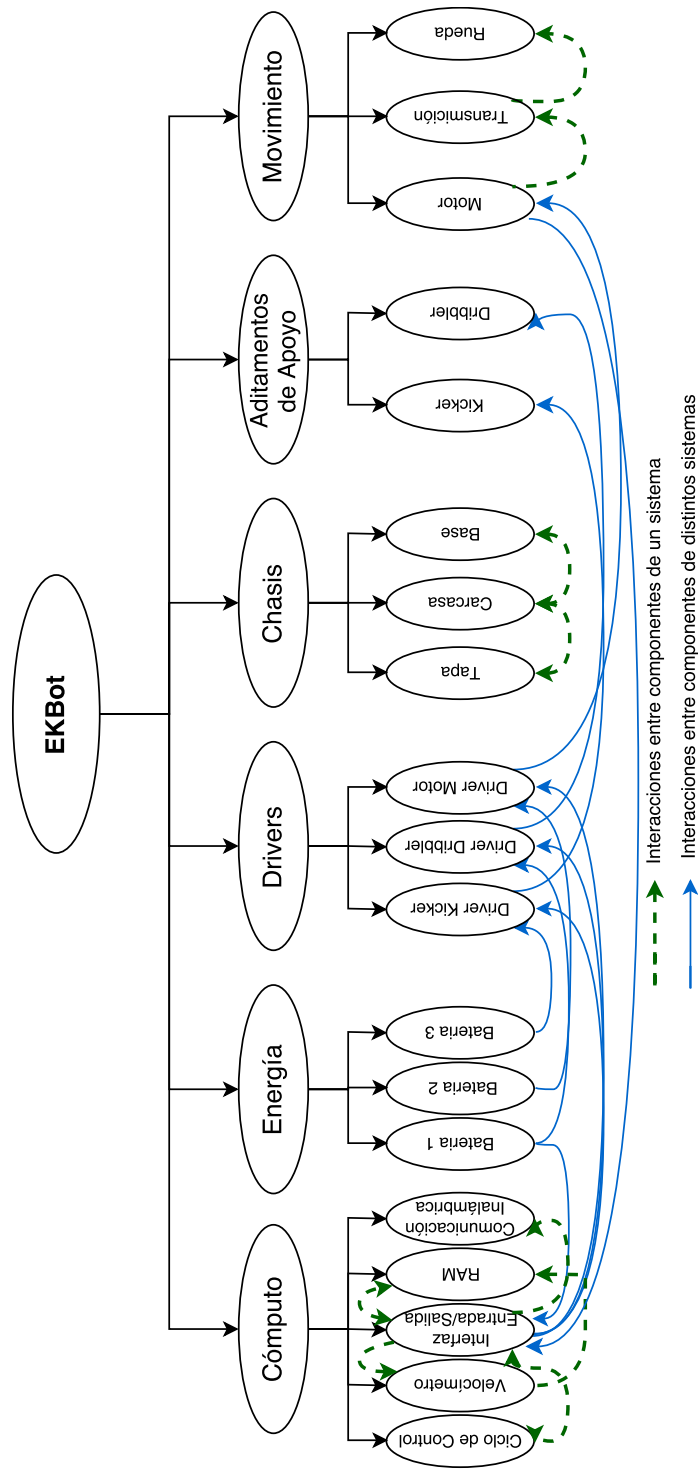 EKBot
Cómputo
Energía
Drivers
Chasis
Aditamentos
de Apoyo
Movimiento
Ciclo de Control
Velocímetro
Interfaz
Entrada/Salida
RAM
Comunicación
Inalámbrica
Bateria 1
Bateria 2
Bateria 3
Driver Kicker
Driver Dribbler
Driver Motor
Tapa
Carcasa
Base
Kicker
Dribbler
Motor
Transmición
Rueda
Interacciones entre componentes de un sistema
Interacciones entre componentes de distintos sistemas